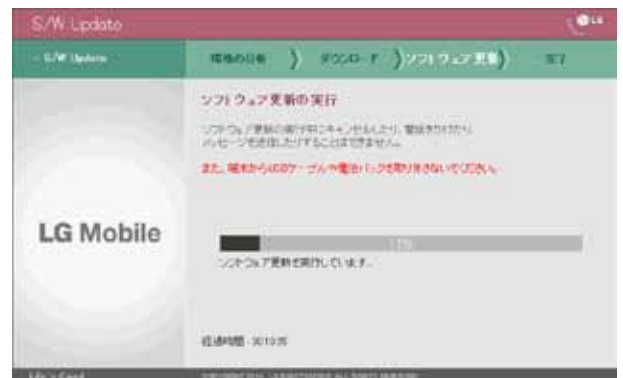 S/W Update
LG
S/W Update
ダウンロード
ソフトウェア更新
完了
ソフトウェア更新の実行
ソフトウェア更新の実行中にキャンセルしたり、電話をかけたり、
メッセージを送信したりすることはできません。
また、端末からUSBケーブルや電池パックを取り外さないでください。
LG Mobile
ソフトウェア更新を実行しています。
経過時間
Life's Good